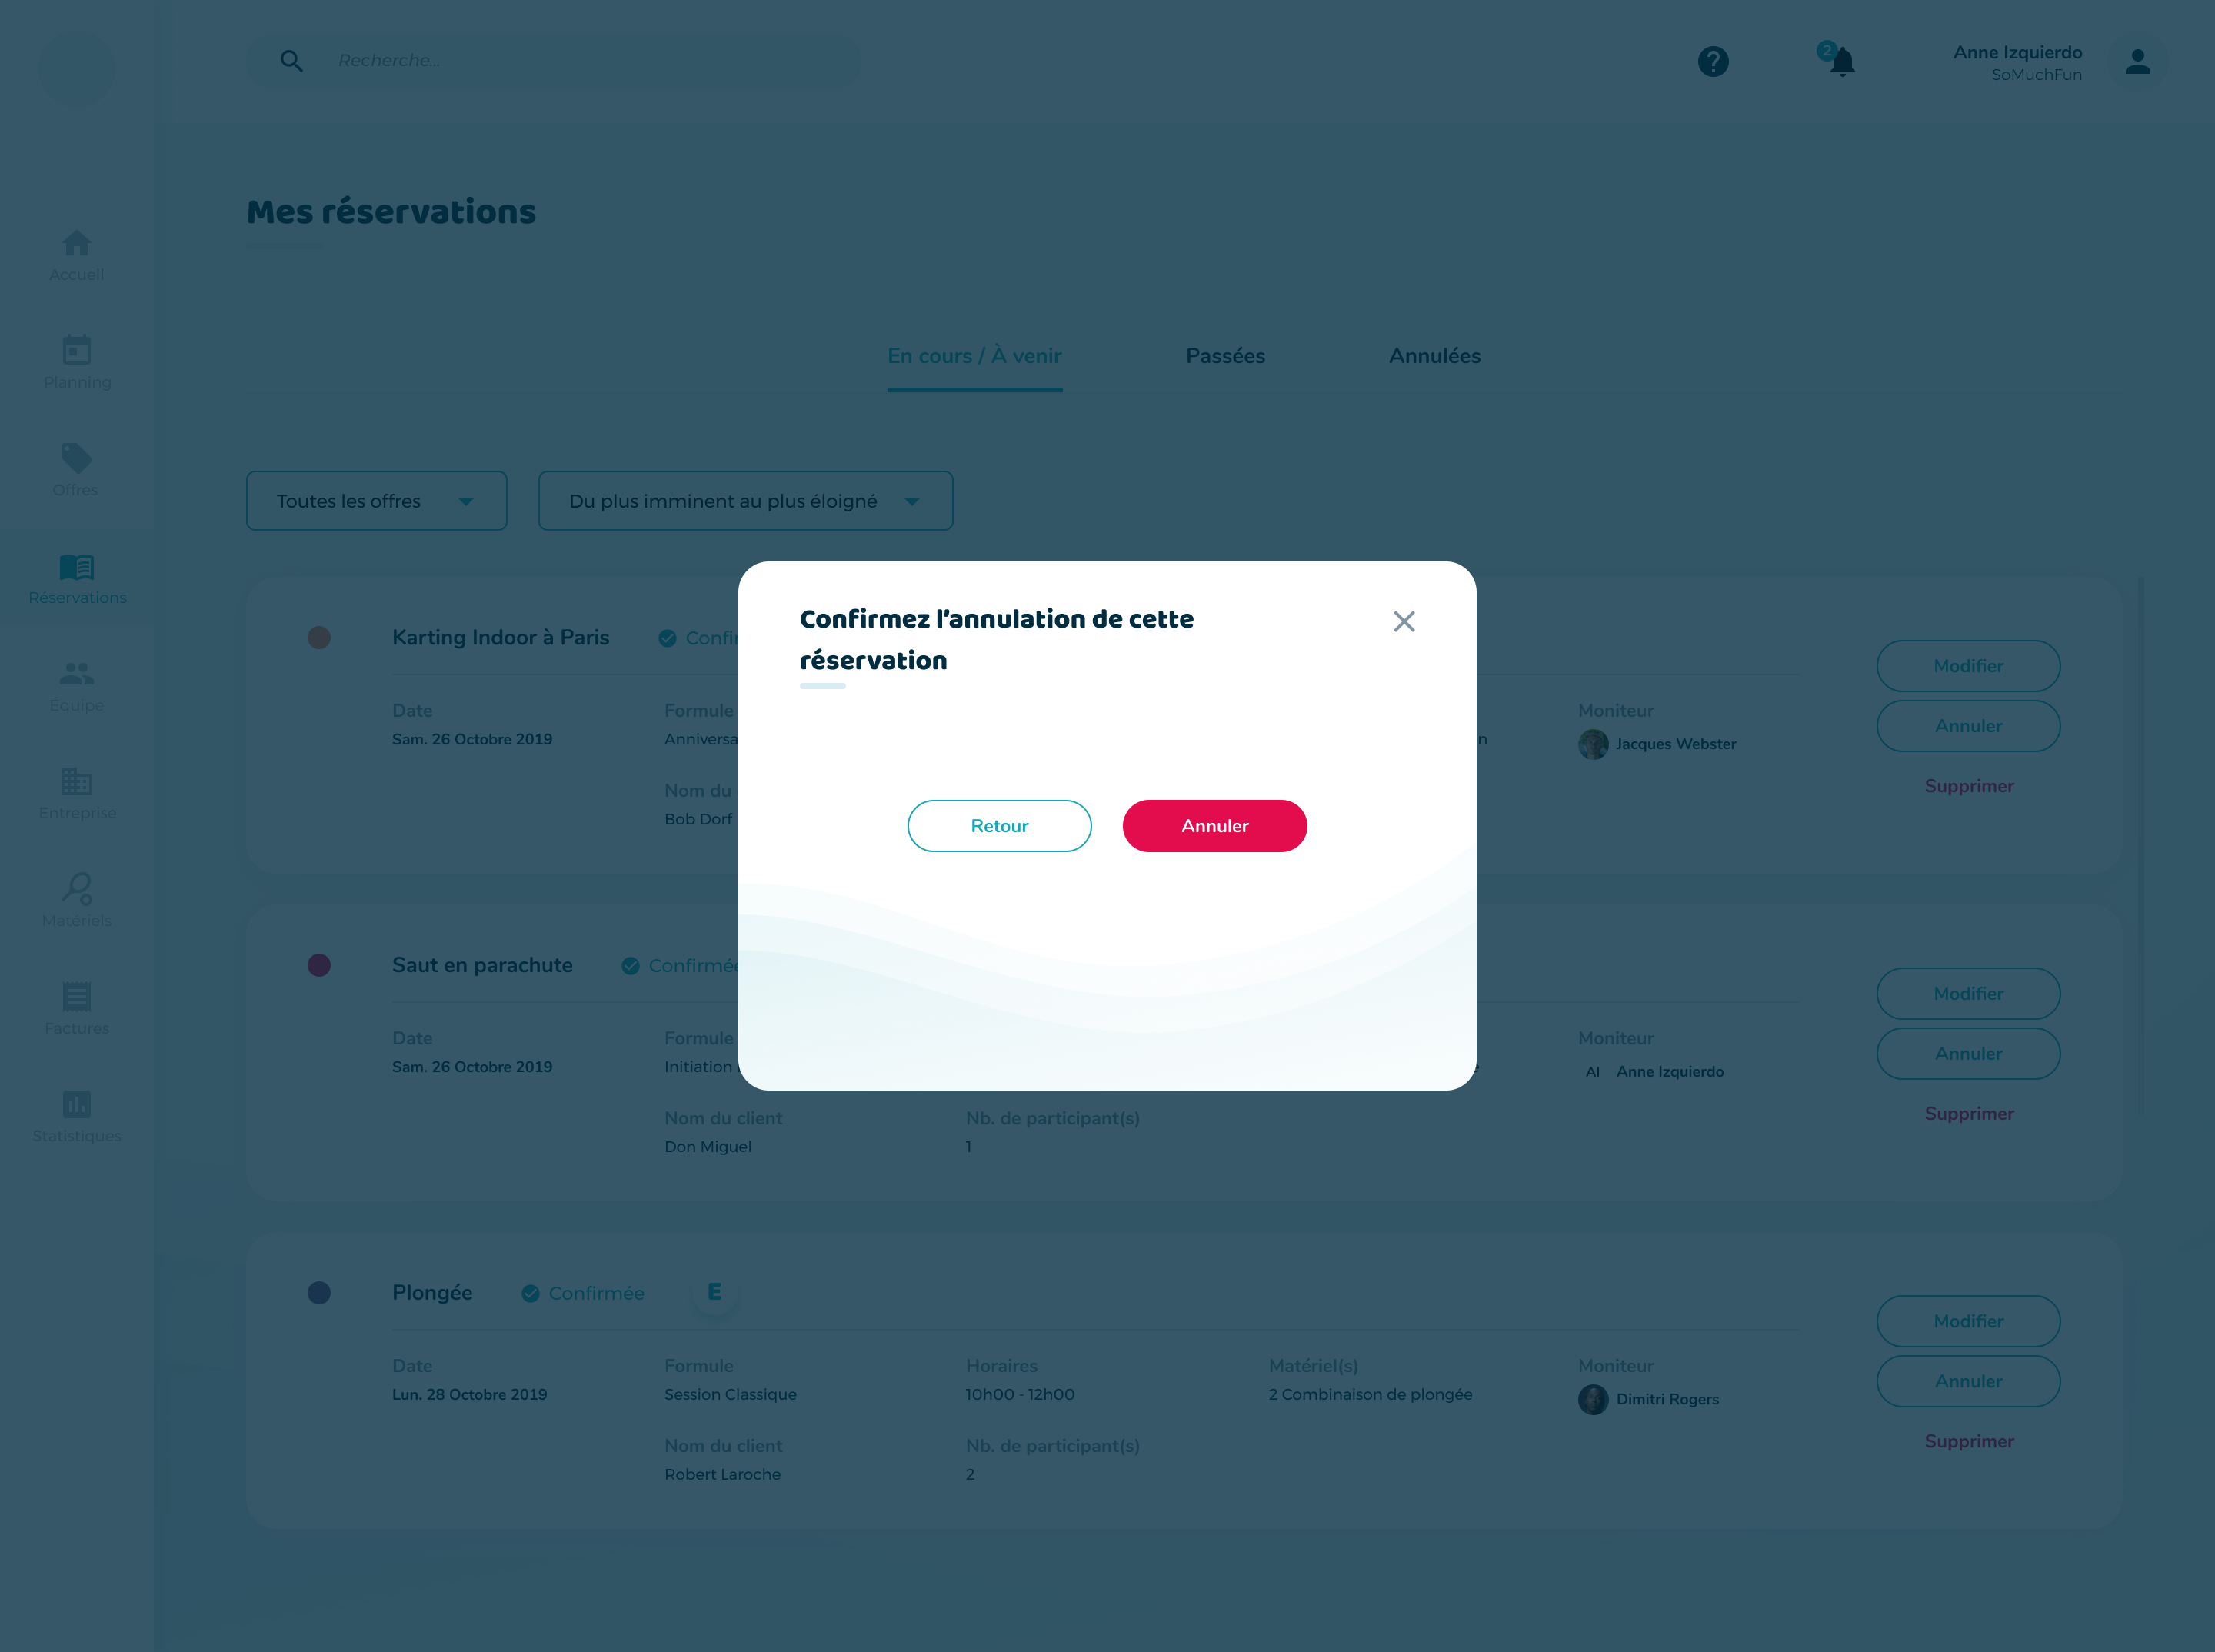 Recherche...
2
Anne Izquierdo
SoMuchFun
Accueil
Planning
Offres
Réservations
Équipe
Entreprise
Matériels
Factures
Statistiques
Mes réservations
En cours / À venir
Passées
Annulées
Toutes les offres
Du plus imminent au plus éloigné
Confirmez l’annulation de cette
réservation
Retour
Annuler
Karting Indoor à Paris
Date
Formule
Moniteur
Sam. 26 Octobre 2019
Jacques Webster
Nom du
Bob Dorf
Modifier
Annuler
Supprimer
Saut en parachute
Confirmée
Date
Formule
Moniteur
Sam. 26 Octobre 2019
Initiation
AI Anne Izquierdo
Nom du client
Nb. de participant(s)
Don Miguel
1
Modifier
Annuler
Supprimer
Plongée
Confirmée
E
Date
Formule
Horaires
Matériel(s)
Moniteur
Lun. 28 Octobre 2019
Session Classique
10h00 - 12h00
2 Combinaison de plongée
Dimitri Rogers
Nom du client
Nb. de participant(s)
Robert Laroche
2
Modifier
Annuler
Supprimer